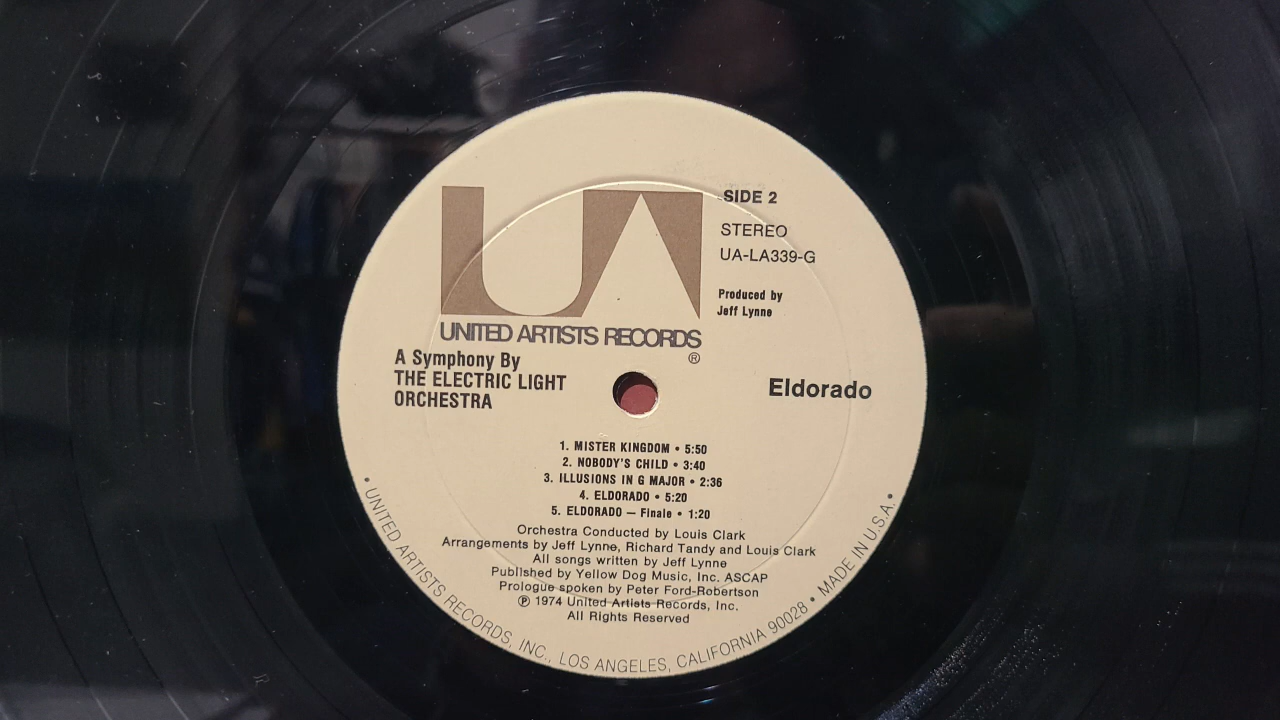 UA
UNITED ARTISTS RECORDS
®
SIDE 2
STEREO
UA-LA339-G
Produced by
Jeff Lynne
A Symphony By
THE ELECTRIC LIGHT
ORCHESTRA
Eldorado
1. MISTER KINGDOM • 5:50
2. NOBODY'S CHILD • 3:40
3. ILLUSIONS IN G MAJOR • 2:36
4. ELDORADO • 5:20
5. ELDORADO — Finale • 1:20
Orchestra Conducted by Louis Clark
Arrangements by Jeff Lynne, Richard Tandy and Louis Clark
All songs written by Jeff Lynne
Published by Yellow Dog Music, Inc. ASCAP
Prologue spoken by Peter Ford-Robertson
℗ 1974 United Artists Records, Inc.
All Rights Reserved
• UNITED ARTISTS RECORDS, INC., LOS ANGELES, CALIFORNIA 90028 • MADE IN U.S.A. •